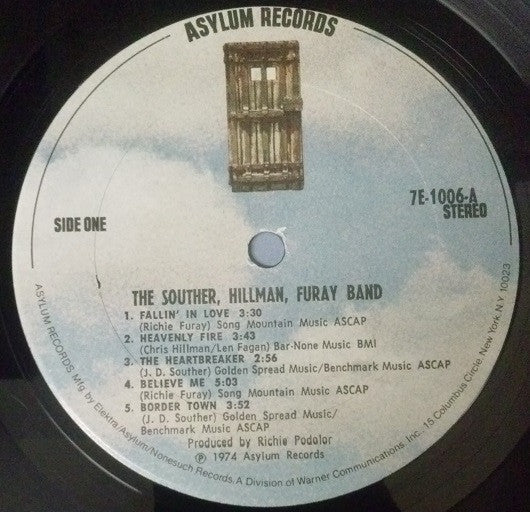 ASYLUM RECORDS
7E-1006-A
SIDE ONE
STEREO
THE SOUTHER, HILLMAN, FURAY BAND
1. FALLIN' IN LOVE 3:30
(Richie Furay) Song Mountain Music ASCAP
2. HEAVENLY FIRE 3:43
(Chris Hillman/Len Fagan) Bar-None Music BMI
3. THE HEARTBREAKER 2:56
(J. D. Souther) Golden Spread Music/Benchmark Music ASCAP
4. BELIEVE ME 5:03
(Richie Furay) Song Mountain Music ASCAP
5. BORDER TOWN 3:52
(J. D. Souther) Golden Spread Music/
Benchmark Music ASCAP
Produced by Richie Podolor
℗ 1974 Asylum Records
ASYLUM RECORDS, Mfg. by Elektra/Asylum/Nonesuch Records, A Division of Warner Communications Inc., 15 Columbus Circle, New York, N.Y. 10023